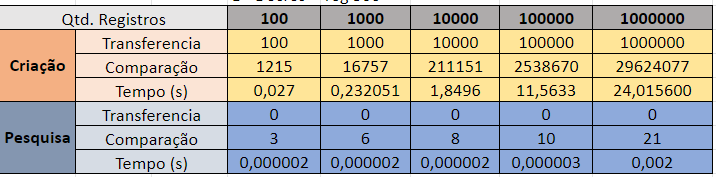 Qtd. Registros 100 1000 10000 100000 1000000
Criação
Transferencia 100 1000 10000 100000 1000000
Comparação 1215 16757 211151 2538670 29624077
Tempo (s) 0,027 0,232051 1,8496 11,5633 24,015600
Pesquisa
Transferencia 0 0 0 0 0
Comparação 3 6 8 10 21
Tempo (s) 0,000002 0,000002 0,000002 0,000003 0,002